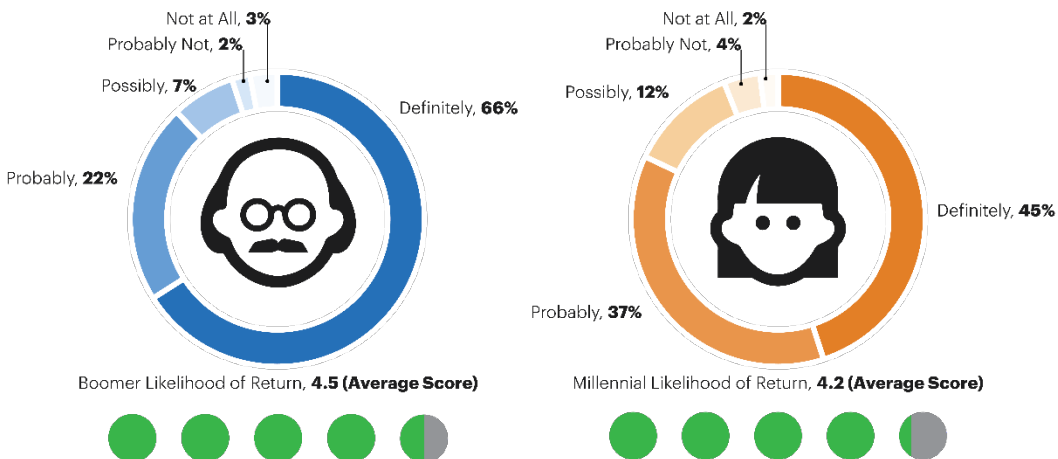 Not at All, 3%
Probably Not, 2%
Possibly, 7%
Definitely, 66%
Probably, 22%
Boomer Likelihood of Return, 4.5 (Average Score)
Not at All, 2%
Probably Not, 4%
Possibly, 12%
Definitely, 45%
Probably, 37%
Millennial Likelihood of Return, 4.2 (Average Score)